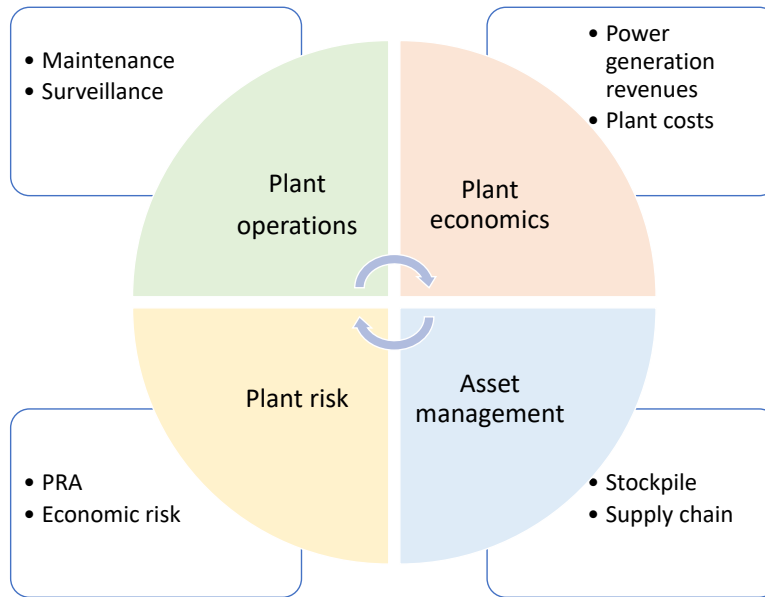 • Maintenance
• Surveillance
• Power
generation
revenues
• Plant costs
Plant
operations
Plant
economics
Plant risk
Asset
management
• PRA
• Economic risk
• Stockpile
• Supply chain